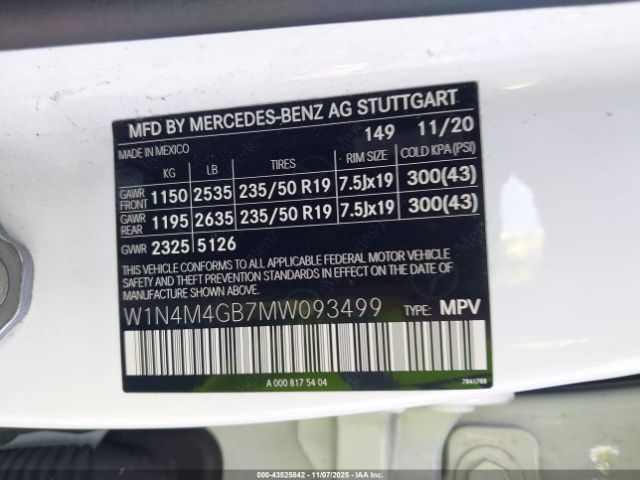 MFD BY MERCEDES-BENZ AG STUTTGART
MADE IN MEXICO 149 11/20
KG LB TIRES RIM SIZE COLD KPA (PSI)
GAWR FRONT 1150 2535 235/50 R19 7.5Jx19 300(43)
GAWR REAR 1195 2635 235/50 R19 7.5Jx19 300(43)
GVWR 2325 5126
THIS VEHICLE CONFORMS TO ALL APPLICABLE FEDERAL MOTOR VEHICLE
SAFETY AND THEFT PREVENTION STANDARDS IN EFFECT ON THE DATE
OF MANUFACTURE.
W1N4M4GB7MW093499 TYPE: MPV
A 000 817 54 04
000-43525842 - 11/07/2025 - IAAI.COM